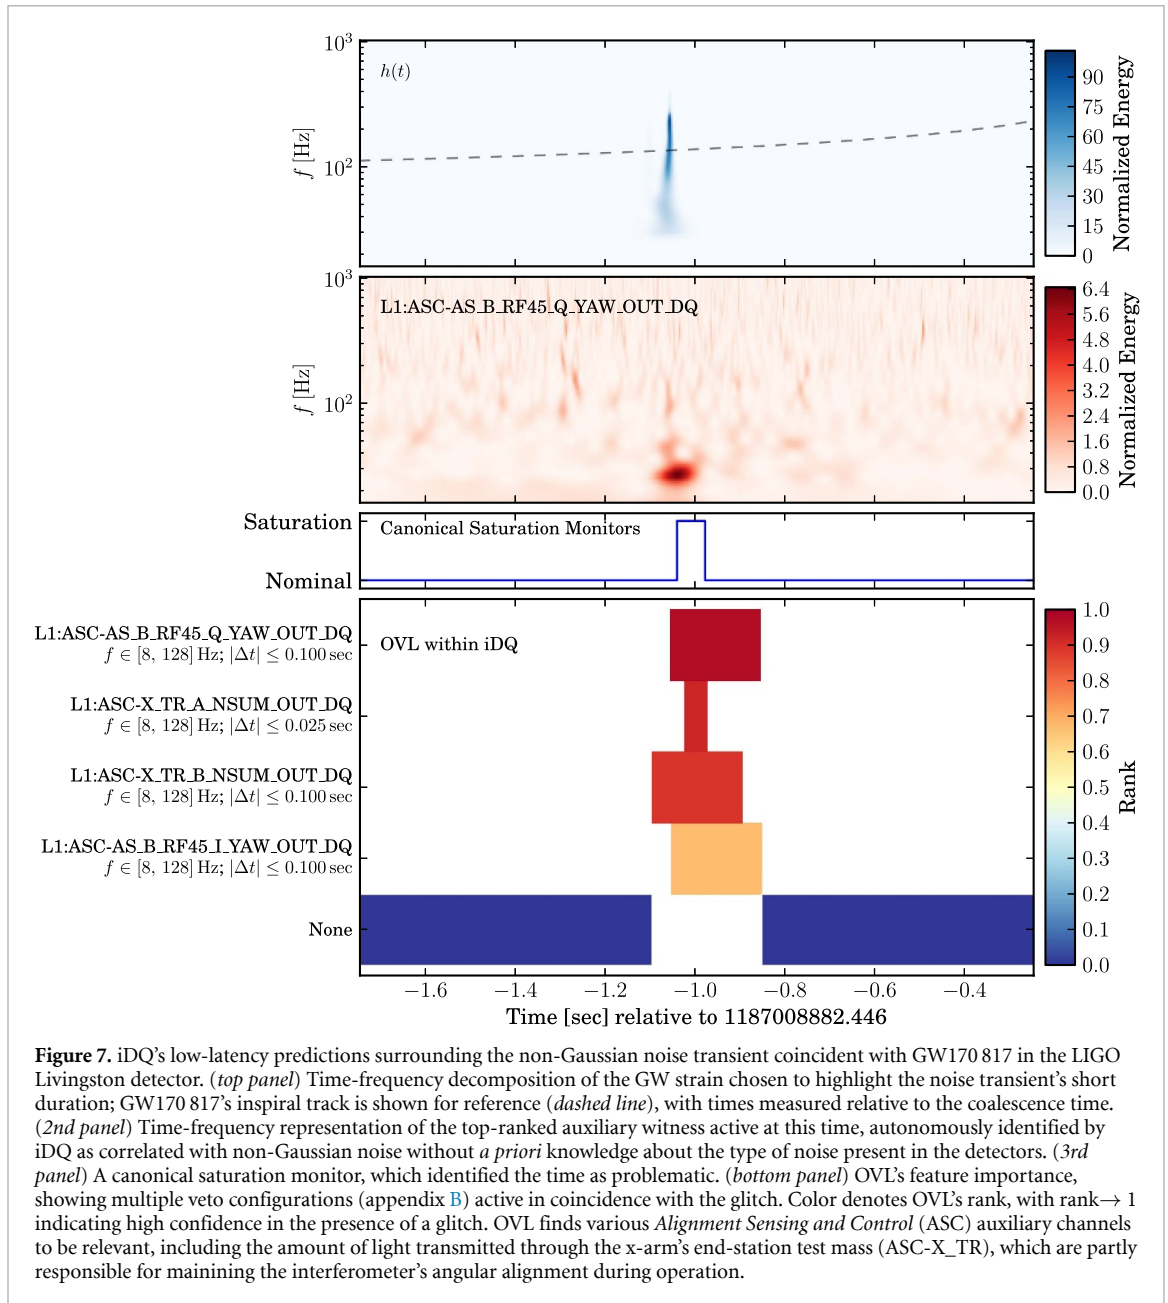 10³
h(t)
f [Hz]
10²
90
75
60
45
30
15
0
Normalized Energy
10³
L1:ASC-AS_B_RF45_Q_YAW_OUT_DQ
f [Hz]
10²
6.4
5.6
4.8
4.0
3.2
2.4
1.6
0.8
0.0
Normalized Energy
Saturation
Canonical Saturation Monitors
Nominal
L1:ASC-AS_B_RF45_Q_YAW_OUT_DQ
f ∈ [8, 128] Hz; |Δt| ≤ 0.100 sec
OVL within iDQ
L1:ASC-X_TR_A_NSUM_OUT_DQ
f ∈ [8, 128] Hz; |Δt| ≤ 0.025 sec
L1:ASC-X_TR_B_NSUM_OUT_DQ
f ∈ [8, 128] Hz; |Δt| ≤ 0.100 sec
L1:ASC-AS_B_RF45_I_YAW_OUT_DQ
f ∈ [8, 128] Hz; |Δt| ≤ 0.100 sec
None
1.0
0.9
0.8
0.7
0.6
0.5
0.4
0.3
0.2
0.1
0.0
Rank
−1.6 −1.4 −1.2 −1.0 −0.8 −0.6 −0.4
Time [sec] relative to 1187008882.446
Figure 7. iDQ's low-latency predictions surrounding the non-Gaussian noise transient coincident with GW170 817 in the LIGO
Livingston detector. (top panel) Time-frequency decomposition of the GW strain chosen to highlight the noise transient's short
duration; GW170 817's inspiral track is shown for reference (dashed line), with times measured relative to the coalescence time.
(2nd panel) Time-frequency representation of the top-ranked auxiliary witness active at this time, autonomously identified by
iDQ as correlated with non-Gaussian noise without a priori knowledge about the type of noise present in the detectors. (3rd
panel) A canonical saturation monitor, which identified the time as problematic. (bottom panel) OVL's feature importance,
showing multiple veto configurations (appendix B) active in coincidence with the glitch. Color denotes OVL's rank, with rank→ 1
indicating high confidence in the presence of a glitch. OVL finds various Alignment Sensing and Control (ASC) auxiliary channels
to be relevant, including the amount of light transmitted through the x-arm's end-station test mass (ASC-X_TR), which are partly
responsible for mainining the interferometer's angular alignment during operation.